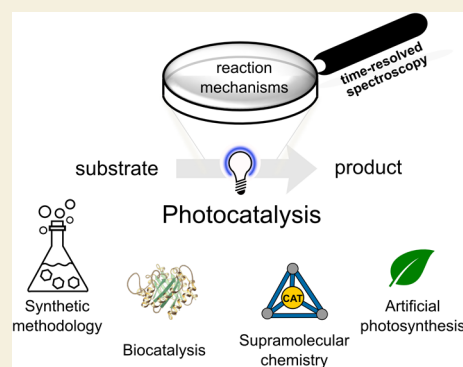 reaction
mechanisms
time-resolved
spectroscopy
substrate
product
Photocatalysis
Synthetic
methodology
Biocatalysis
CAT
Supramolecular
chemistry
Artificial
photosynthesis